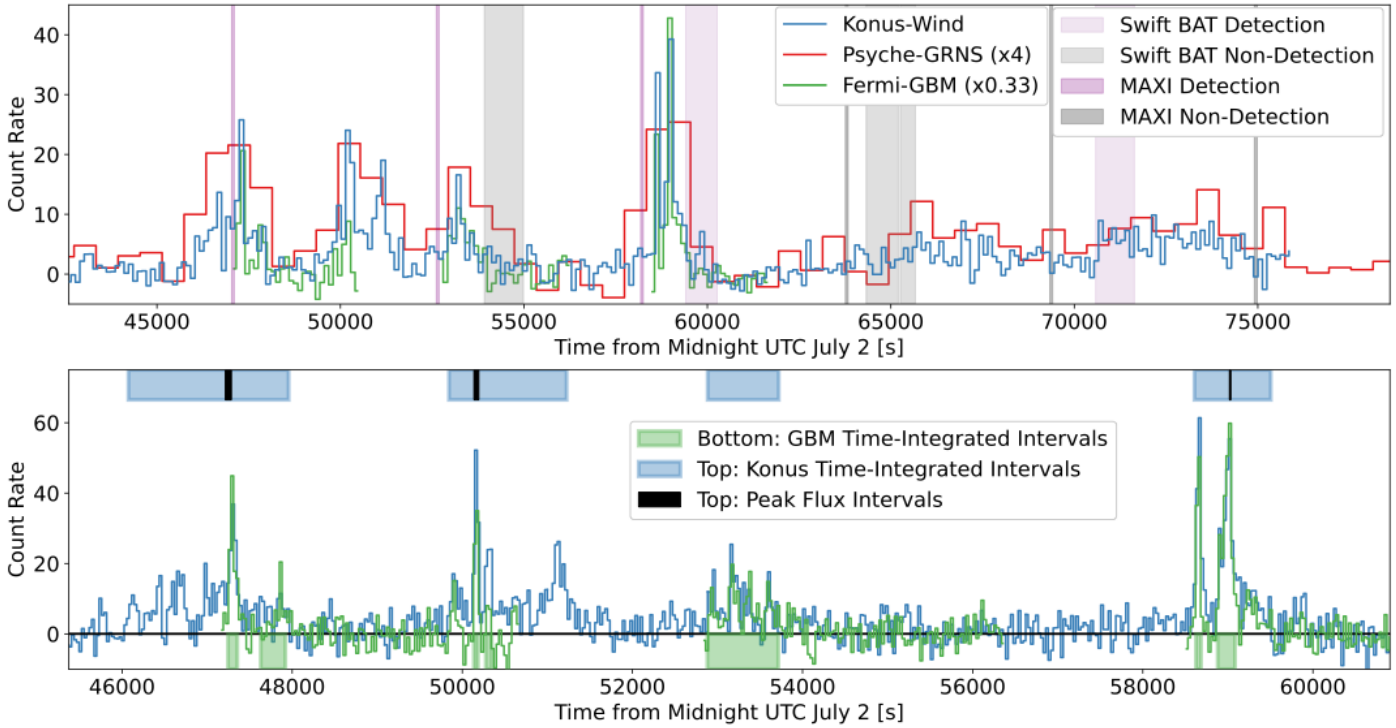 40
30
20
10
0
Count Rate
Konus-Wind
Psyche-GRNS (x4)
Fermi-GBM (x0.33)
Swift BAT Detection
Swift BAT Non-Detection
MAXI Detection
MAXI Non-Detection
45000 50000 55000 60000 65000 70000 75000
Time from Midnight UTC July 2 [s]
60
40
20
0
Count Rate
Bottom: GBM Time-Integrated Intervals
Top: Konus Time-Integrated Intervals
Top: Peak Flux Intervals
46000 48000 50000 52000 54000 56000 58000 60000
Time from Midnight UTC July 2 [s]